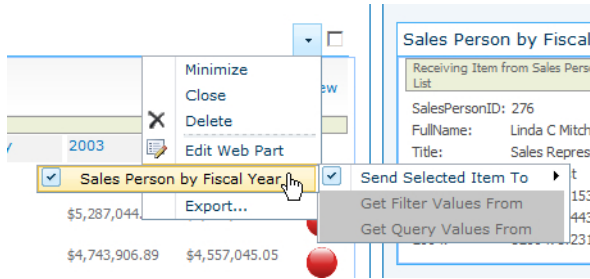 Minimize
Close
Delete
Edit Web Part
Sales Person by Fiscal Year
Export...
Send Selected Item To
Get Filter Values From
Get Query Values From
2003
$5,287,044.
$4,743,906.89 $4,557,045.05
Sales Person by Fiscal
Receiving Item from Sales Pers
List
SalesPersonID: 276
FullName: Linda C Mitch
Title: Sales Repres